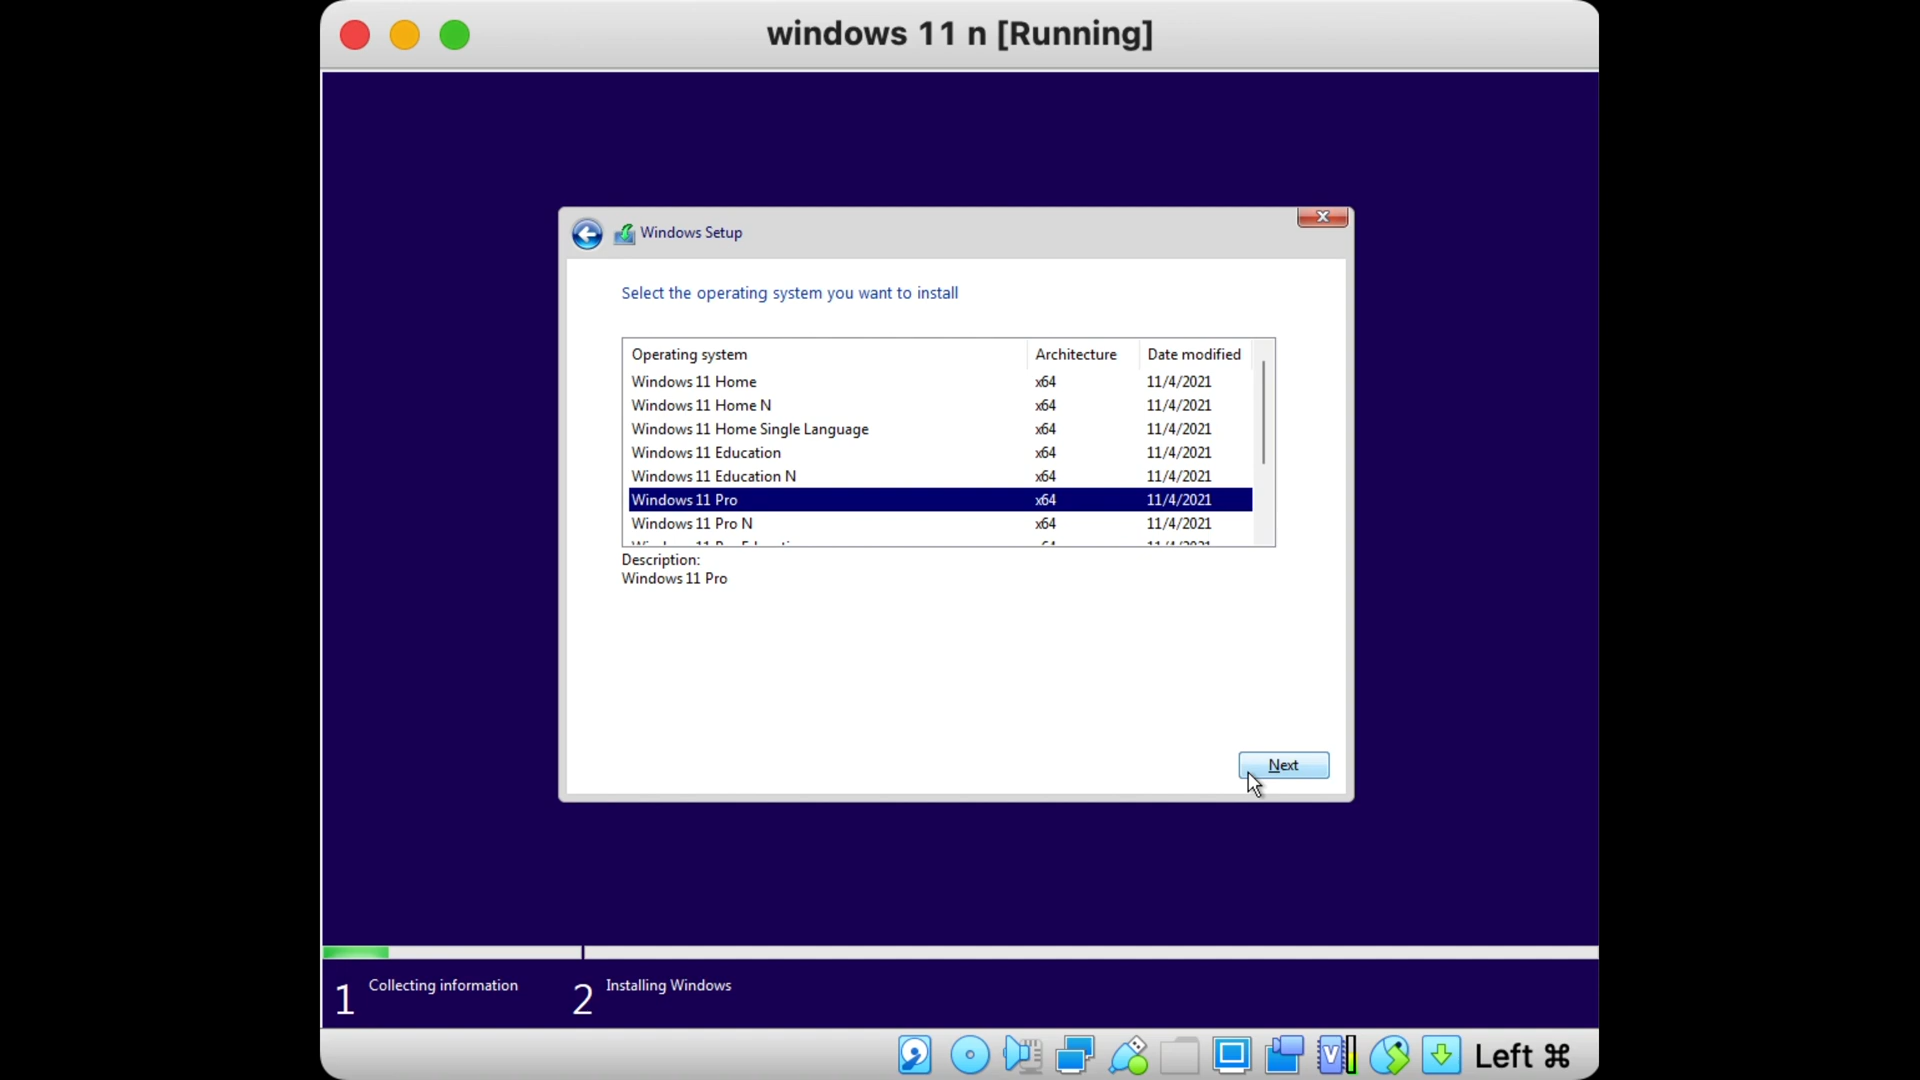 windows 11 n [Running]
Windows Setup
Select the operating system you want to install
Operating system Architecture Date modified
Windows 11 Home x64 11/4/2021
Windows 11 Home N x64 11/4/2021
Windows 11 Home Single Language x64 11/4/2021
Windows 11 Education x64 11/4/2021
Windows 11 Education N x64 11/4/2021
Windows 11 Pro x64 11/4/2021
Windows 11 Pro N x64 11/4/2021
Description:
Windows 11 Pro
Next
1 Collecting information 2 Installing Windows
Left ⌘